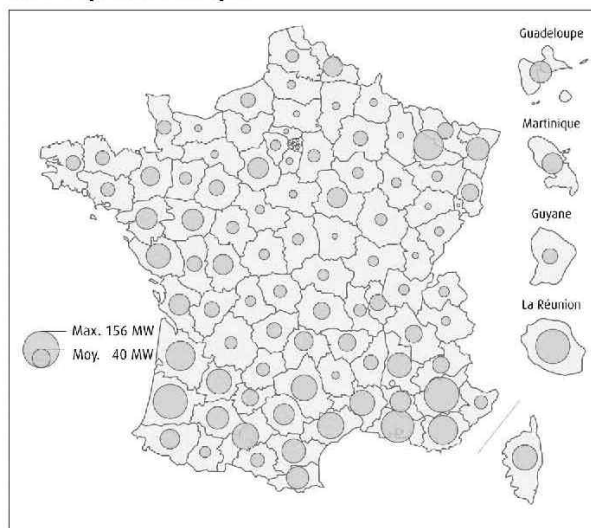 Guadeloupe
Martinique
Guyane
La Réunion
Max. 156 MW
Moy. 40 MW